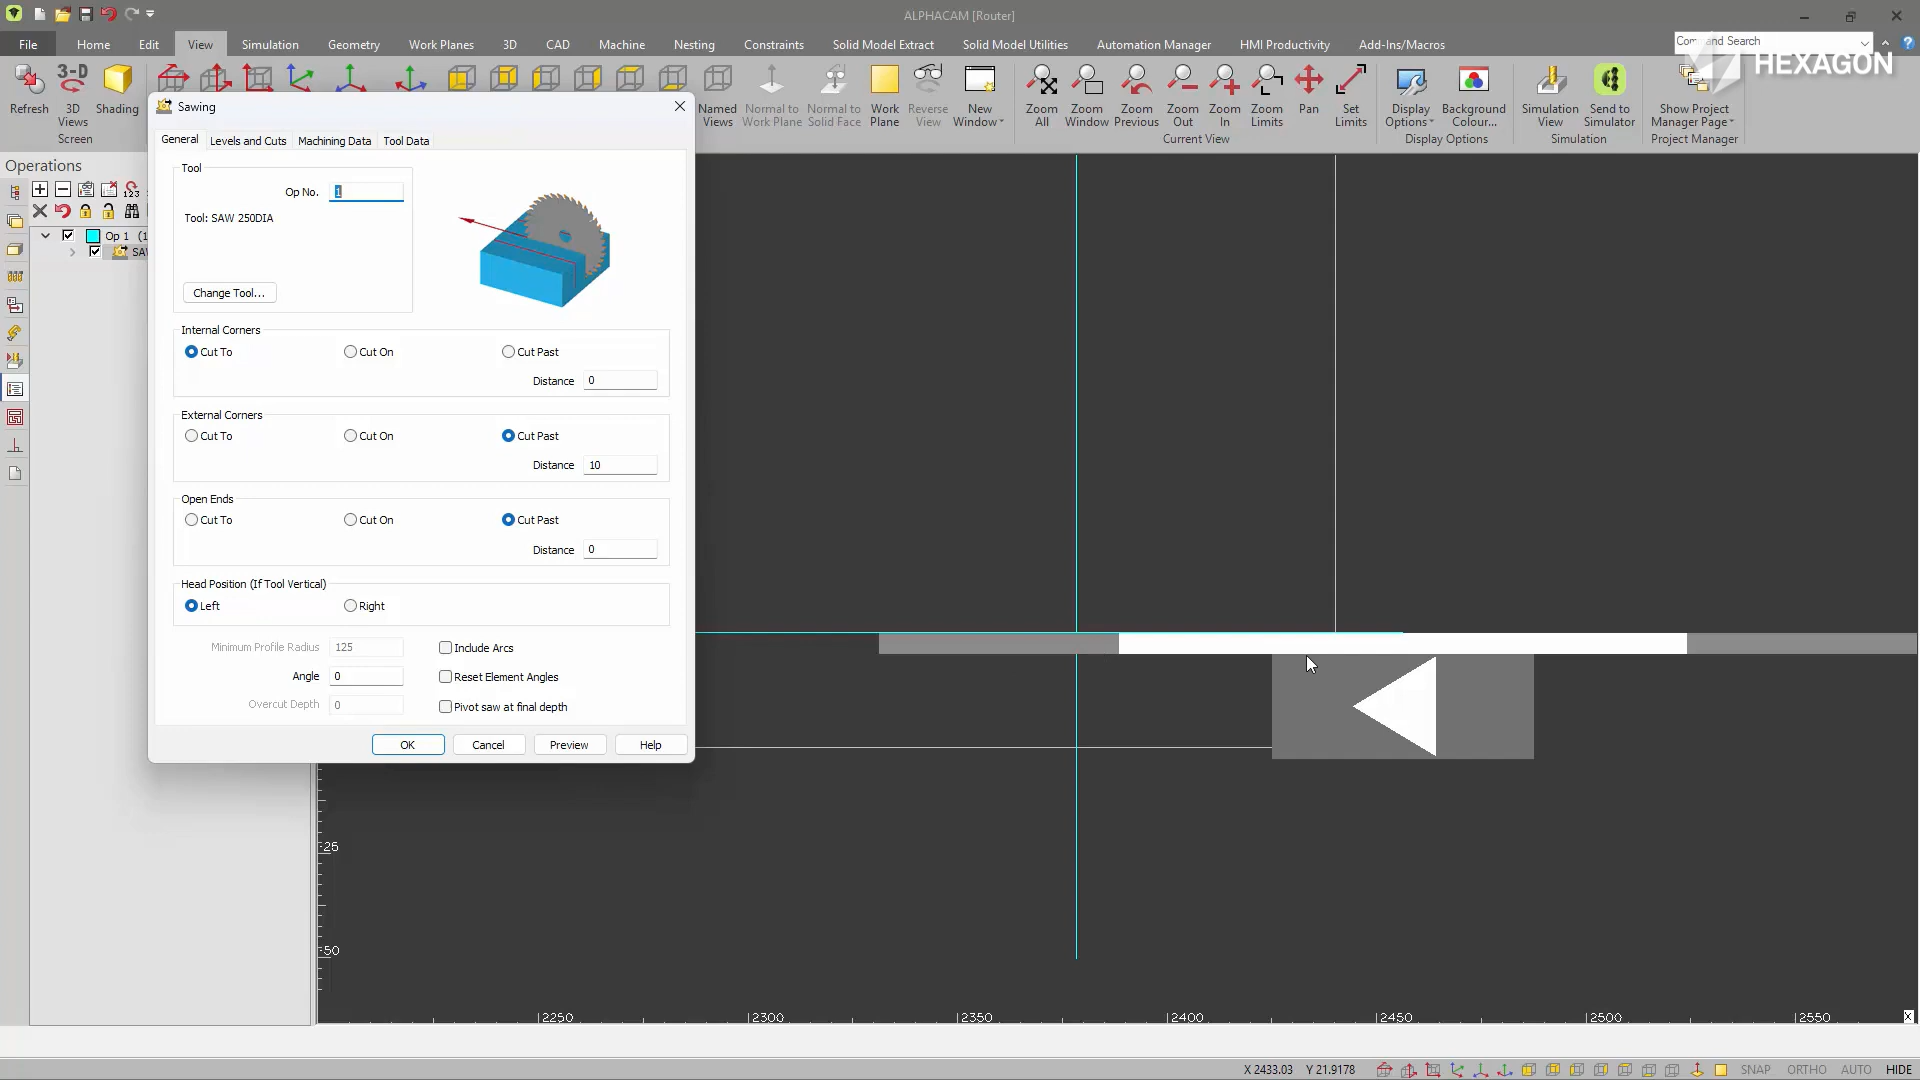 ALPHACAM [Router]
File Home Edit View Simulation Geometry Work Planes 3D CAD Machine Nesting Constraints Solid Model Extract Solid Model Utilities Automation Manager HMI Productivity Add-Ins/Macros
Command Search
HEXAGON
Refresh
3-D
3D Views
Shading
Screen
Named Views
Normal to Work Plane
Normal to Solid Face
Work Plane
Reverse View
New Window
Zoom All
Zoom Window
Zoom Previous
Zoom Out
Zoom In
Zoom Limits
Pan
Set Limits
Current View
Display Options
Background Colour...
Display Options
Simulation View
Send to Simulator
Simulation
Show Project Manager Page
Project Manager
Operations
123
Op 1 (1
SA
Sawing
General Levels and Cuts Machining Data Tool Data
Tool
Op No. 1
Tool: SAW 250DIA
Change Tool...
Internal Corners
Cut To Cut On Cut Past
Distance 0
External Corners
Cut To Cut On Cut Past
Distance 10
Open Ends
Cut To Cut On Cut Past
Distance 0
Head Position (If Tool Vertical)
Left Right
Minimum Profile Radius 125 Include Arcs
Angle 0 Reset Element Angles
Overcut Depth 0 Pivot saw at final depth
OK Cancel Preview Help
-25
-50
2250 2300 2350 2400 2450 2500 2550 X
X 2433.03 Y 21.9178 SNAP ORTHO AUTO HIDE